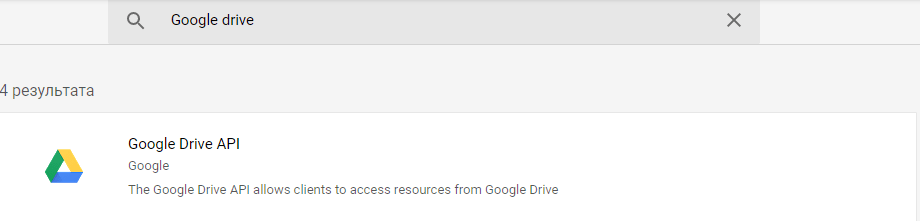 Google drive
4 результата
Google Drive API
Google
The Google Drive API allows clients to access resources from Google Drive